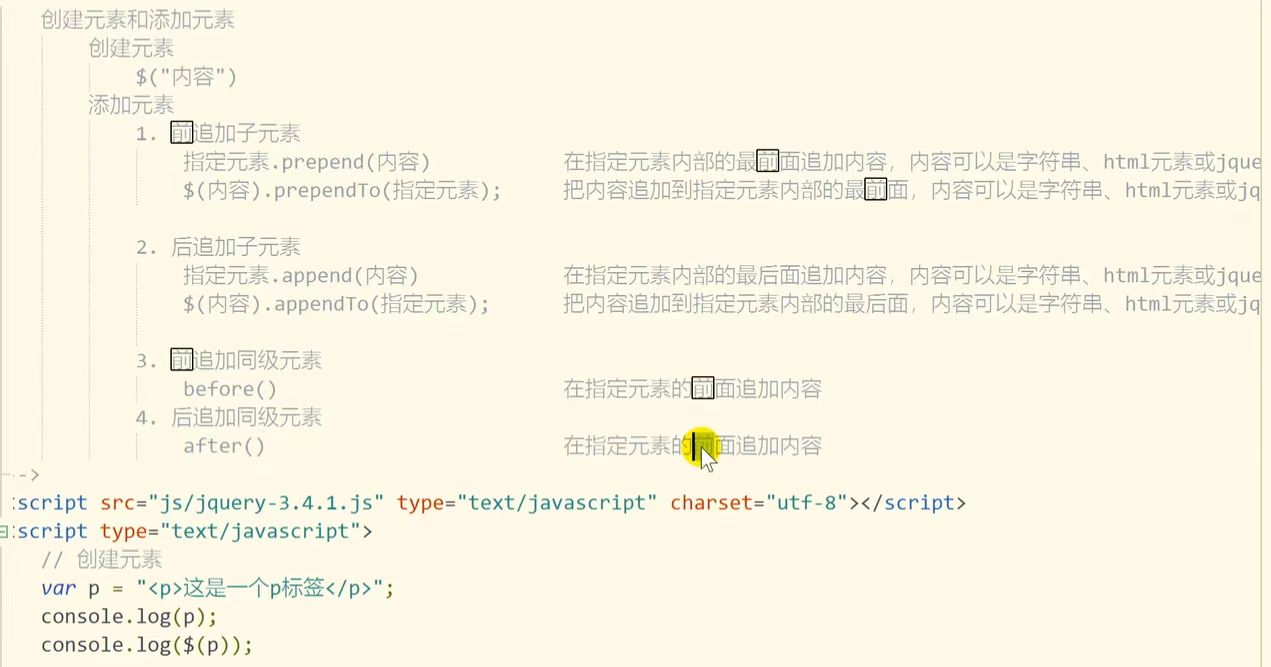 创建元素和添加元素
创建元素
$("内容")
添加元素
1. 前追加子元素
指定元素.prepend(内容) 在指定元素内部的最前面追加内容，内容可以是字符串、html元素或jque
$(内容).prependTo(指定元素); 把内容追加到指定元素内部的最前面，内容可以是字符串、html元素或jq
2. 后追加子元素
指定元素.append(内容) 在指定元素内部的最后面追加内容，内容可以是字符串、html元素或jque
$(内容).appendTo(指定元素); 把内容追加到指定元素内部的最后面，内容可以是字符串、html元素或jq
3. 前追加同级元素
before() 在指定元素的前面追加内容
4. 后追加同级元素
after() 在指定元素的前面追加内容
-->
script src="js/jquery-3.4.1.js" type="text/javascript" charset="utf-8"></script>
script type="text/javascript">
// 创建元素
var p = "<p>这是一个p标签</p>";
console.log(p);
console.log($(p));